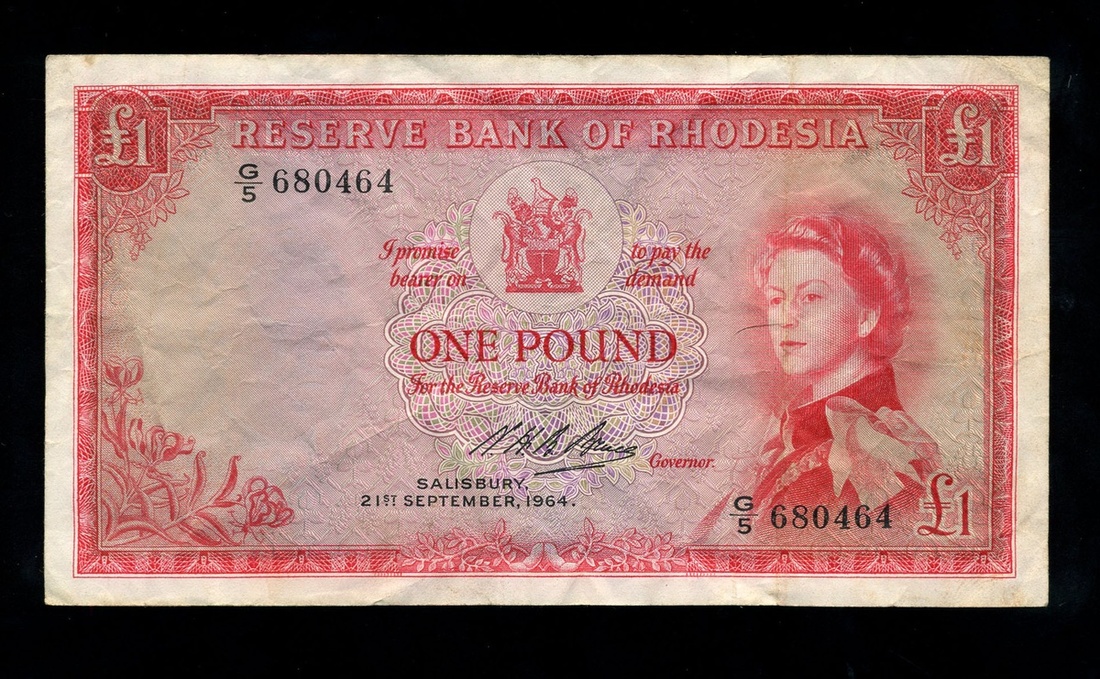 £1 RESERVE BANK OF RHODESIA £1
G/5 680464
I promise to pay the
bearer on demand
ONE POUND
For the Reserve Bank of Rhodesia
Governor.
SALISBURY,
21ST SEPTEMBER, 1964.
G/5 680464 £1